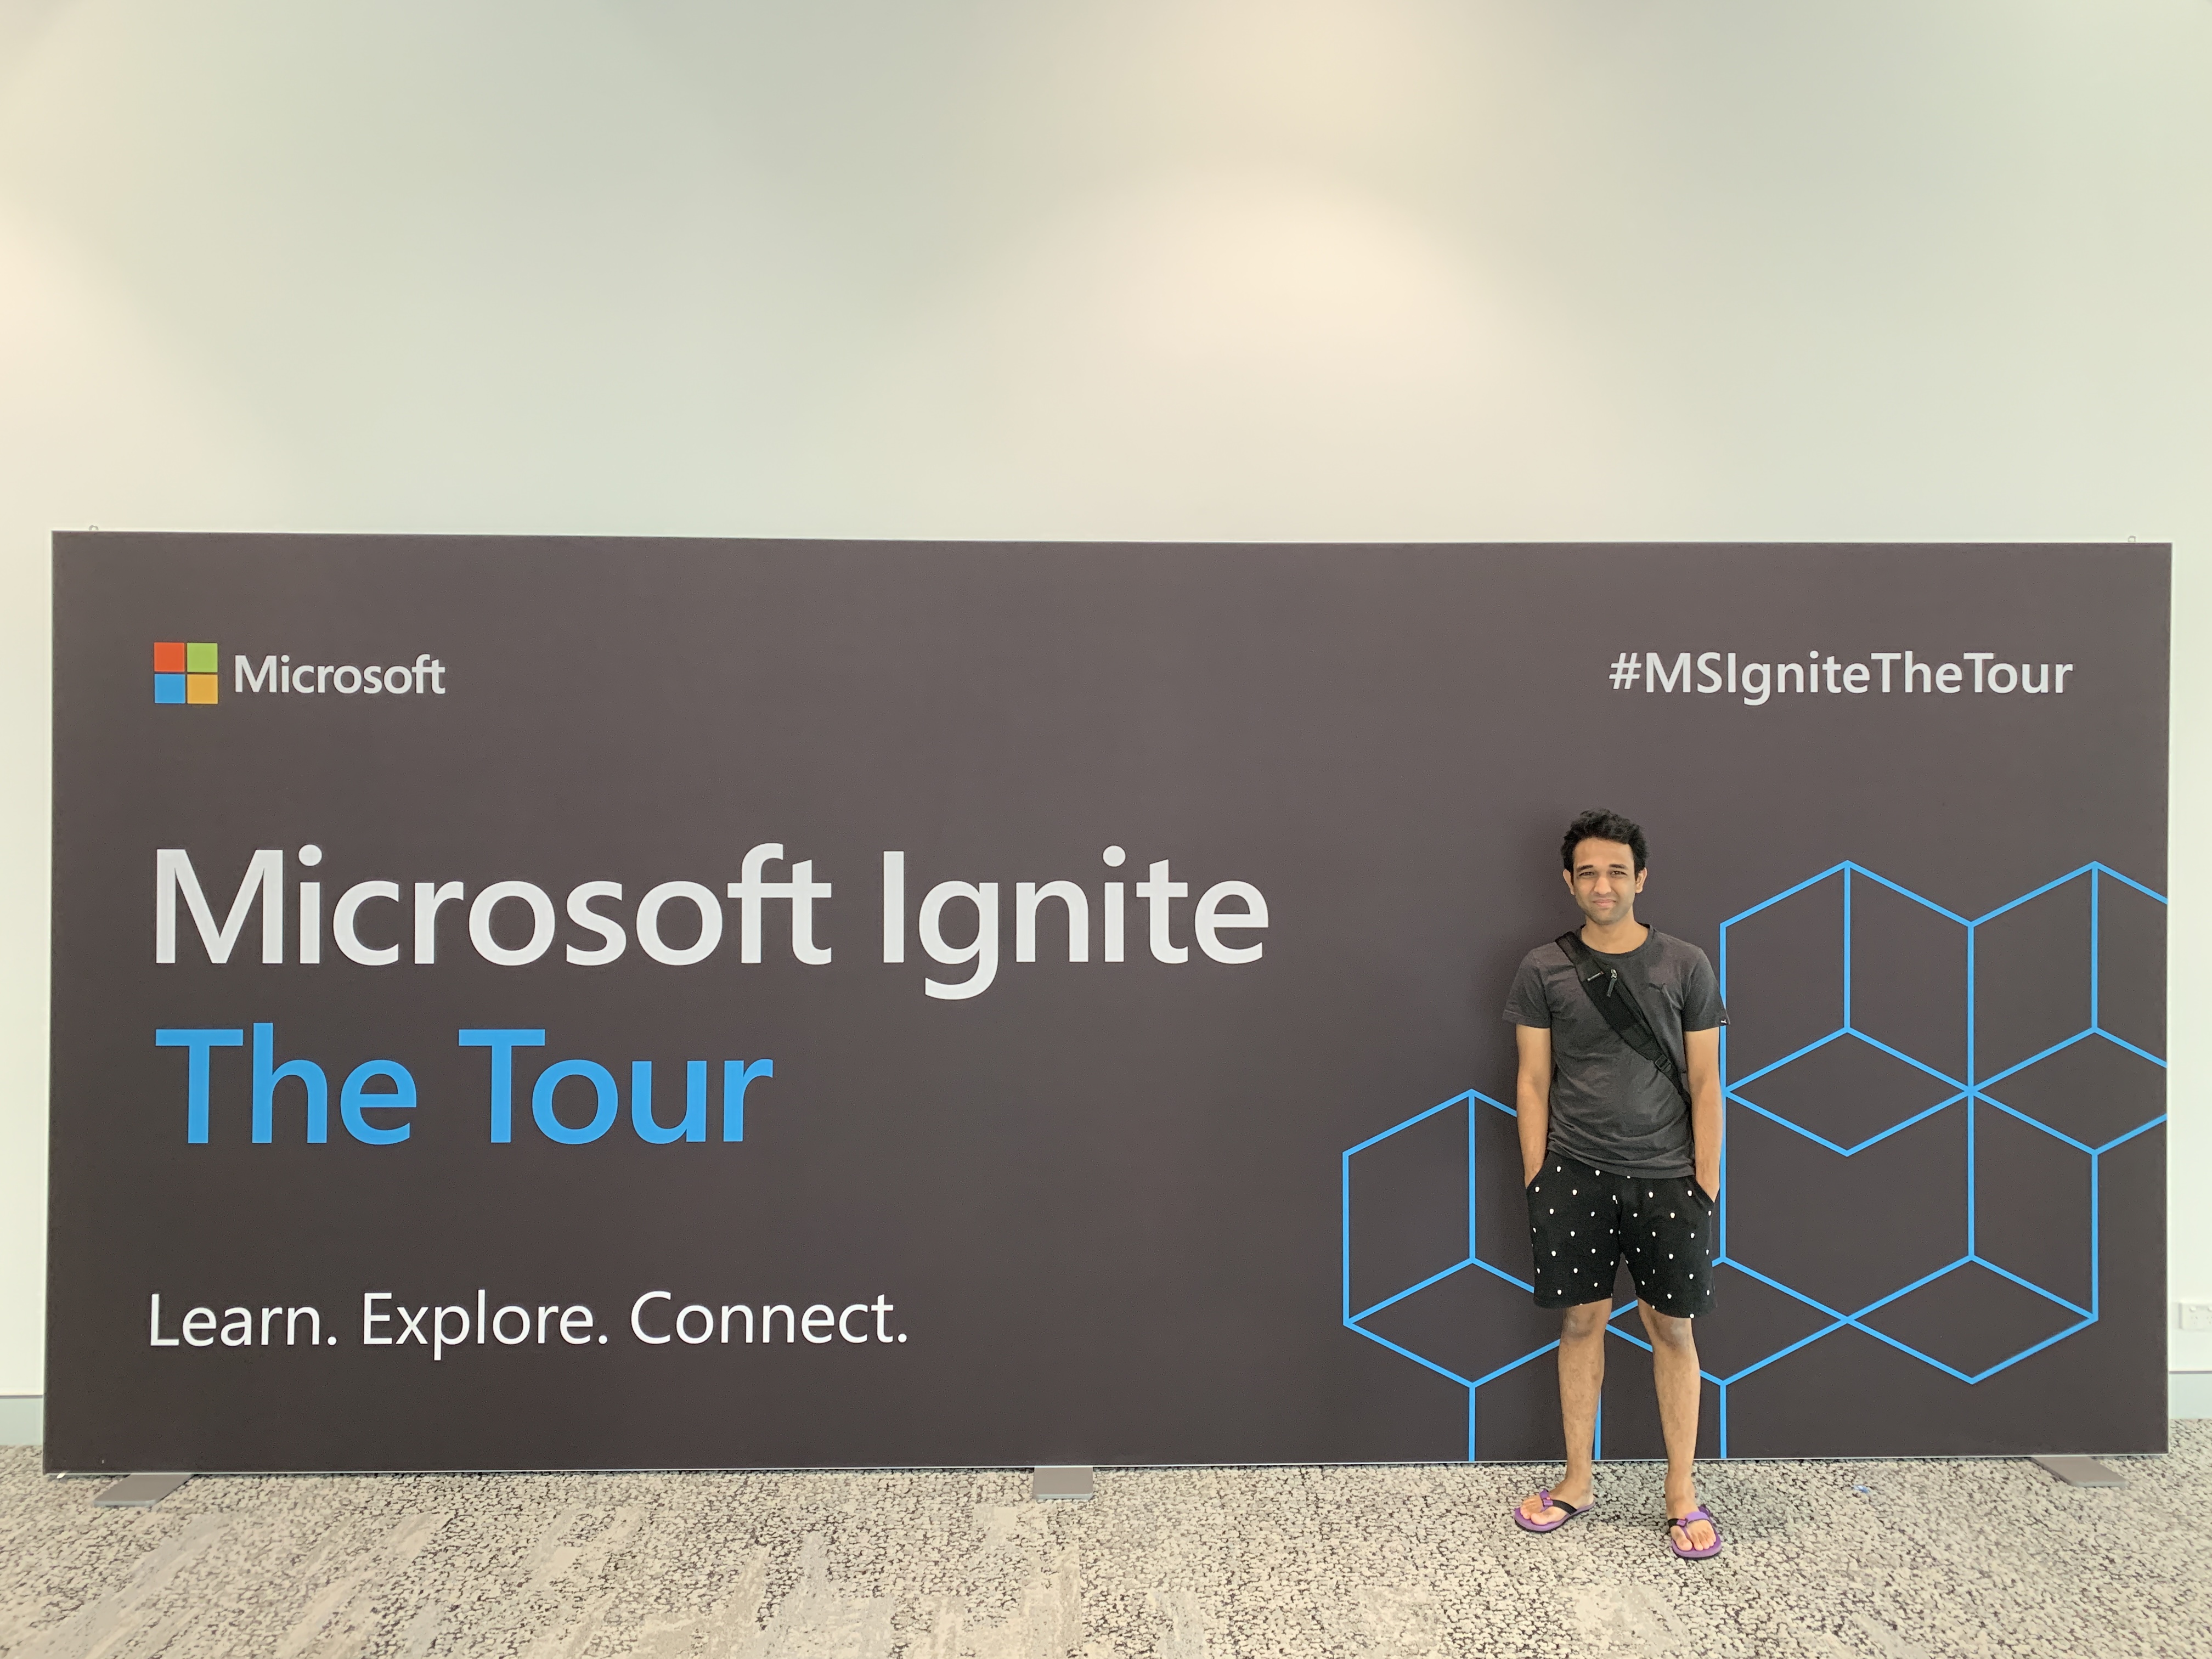 Microsoft
#MSIgniteTheTour
Microsoft Ignite
The Tour
Learn. Explore. Connect.